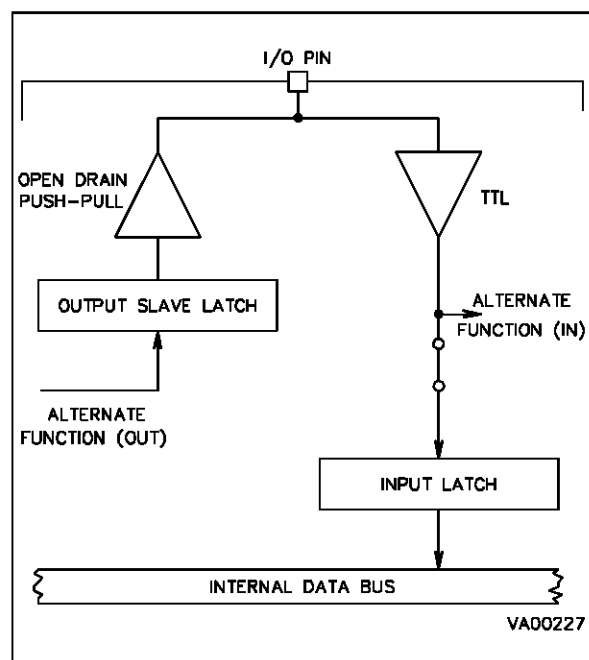 I/O PIN
OPEN DRAIN
PUSH-PULL
TTL
OUTPUT SLAVE LATCH
ALTERNATE
FUNCTION (IN)
ALTERNATE
FUNCTION (OUT)
INPUT LATCH
INTERNAL DATA BUS
VA00227